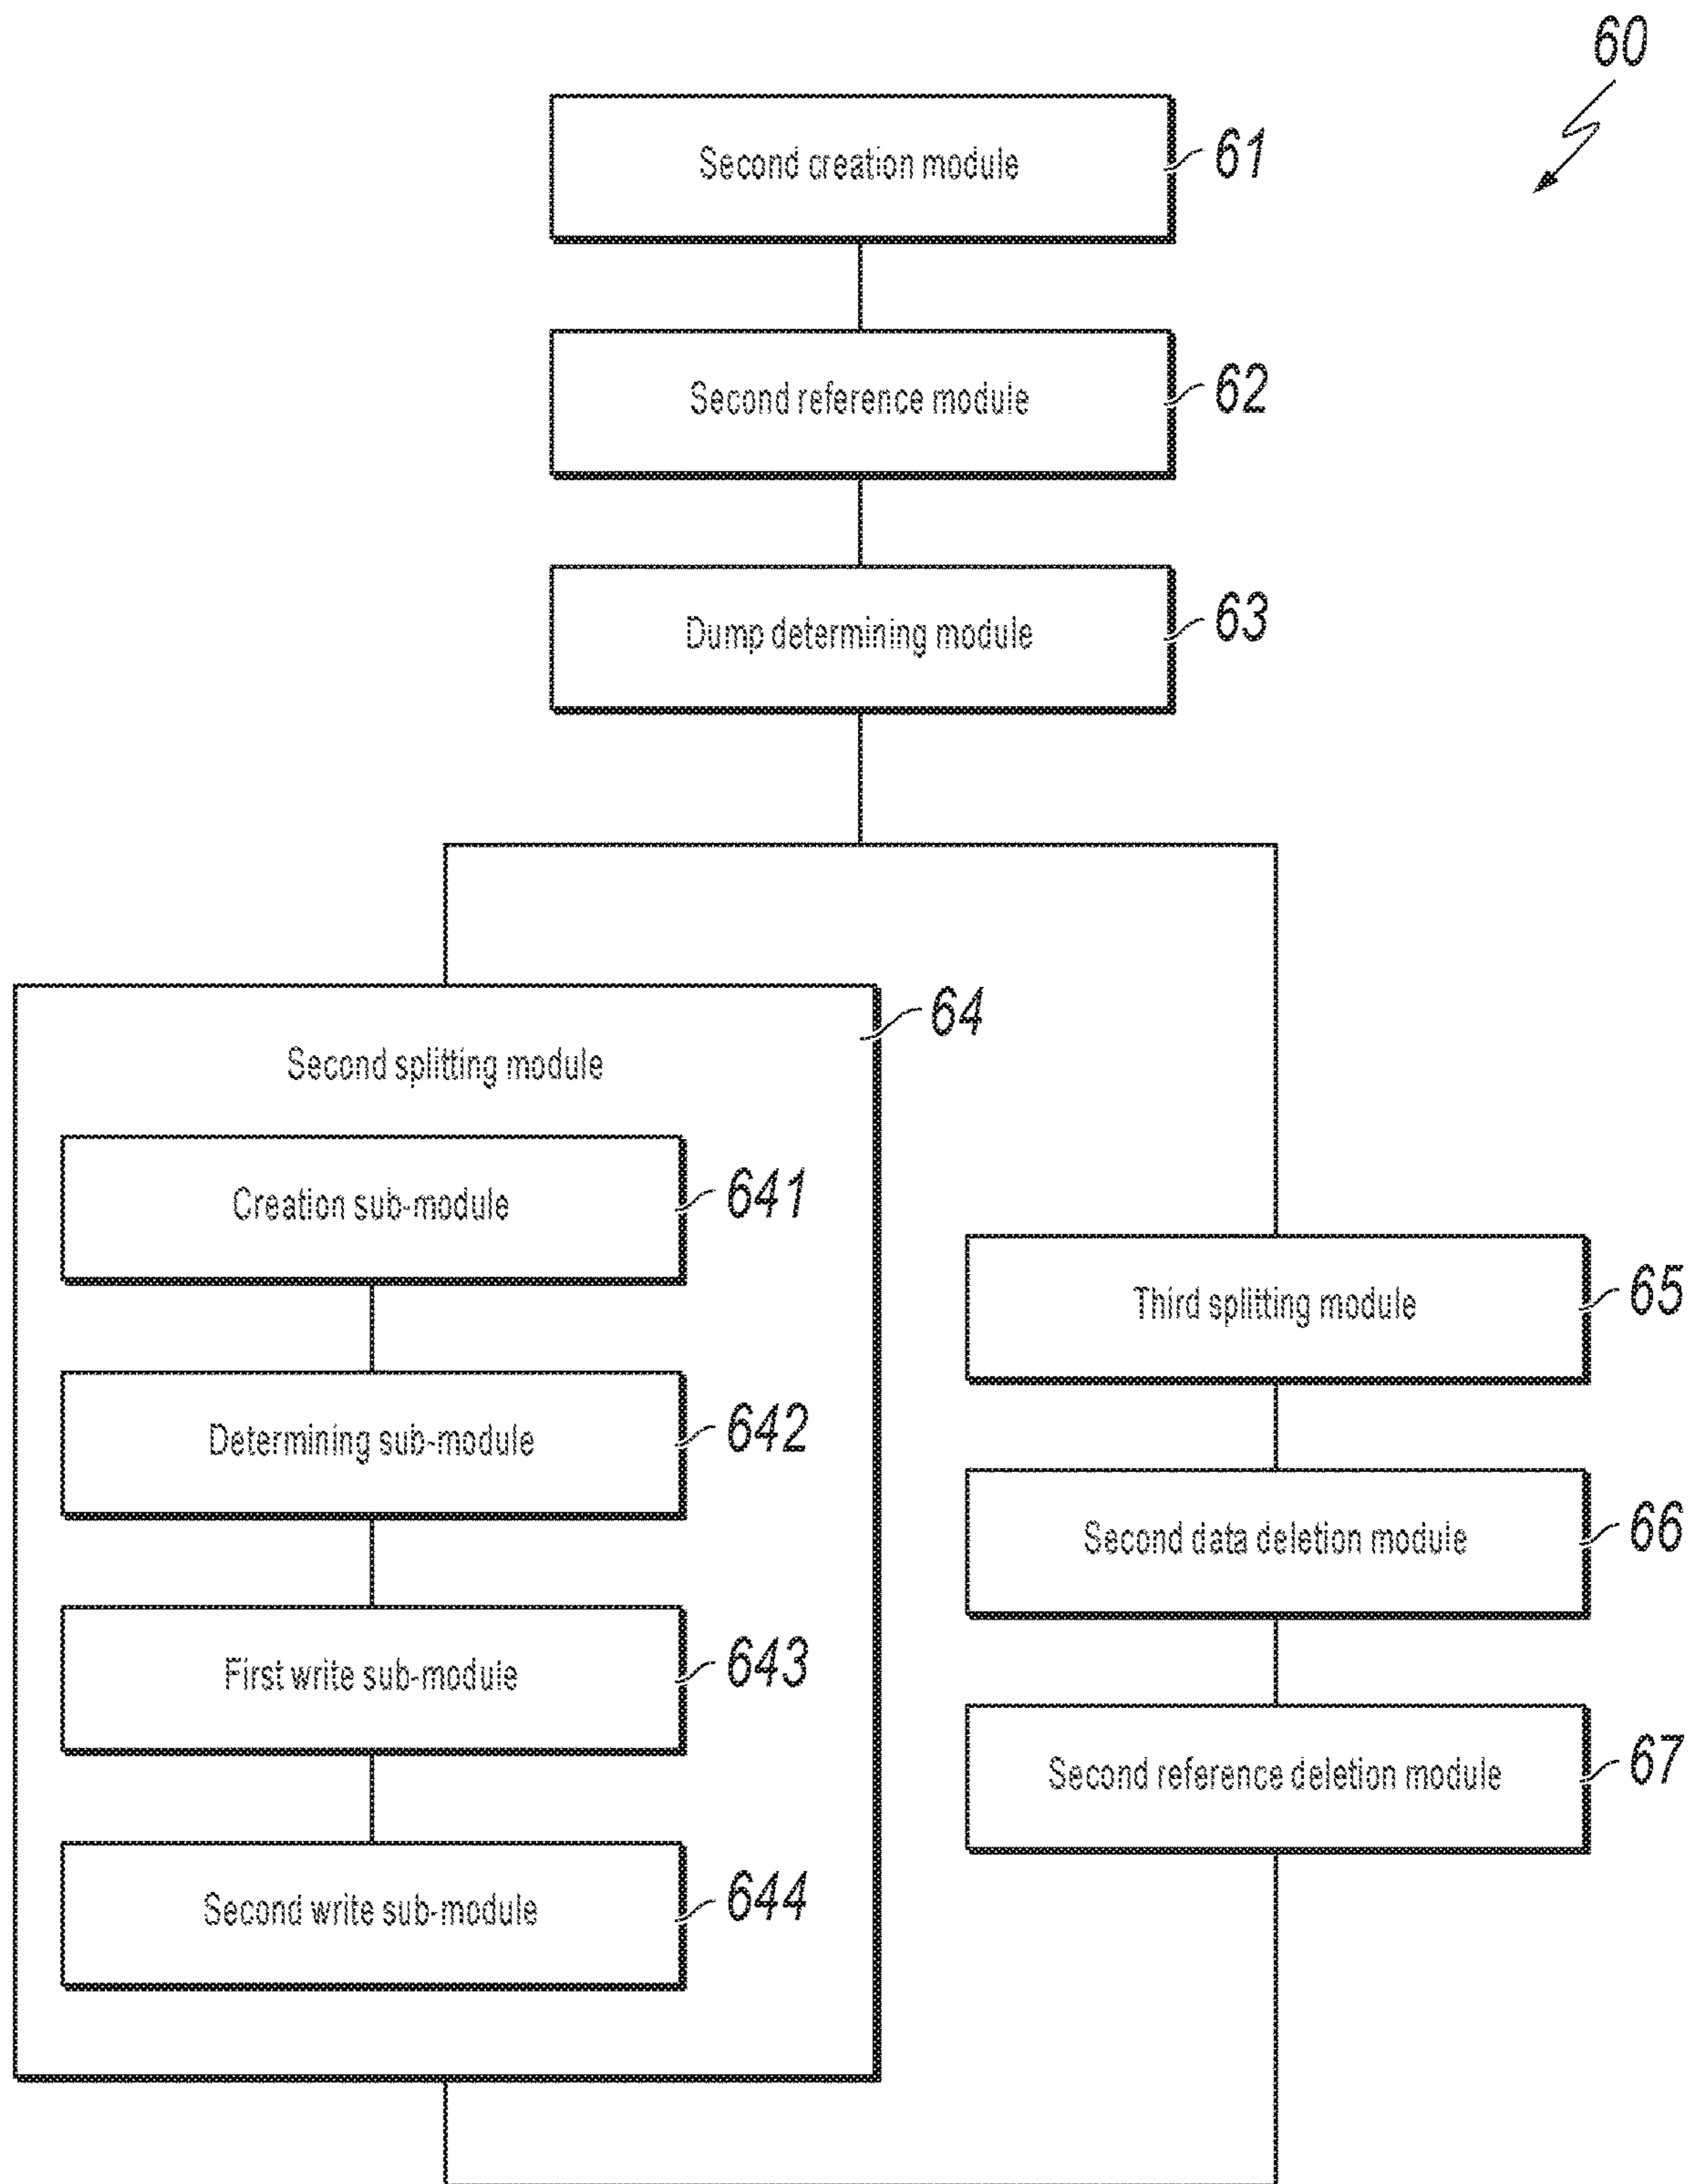 60
Second creation module
61
Second reference module
62
Dump determining module
63
64
Second splitting module
Creation sub-module
641
Determining sub-module
642
First write sub-module
643
Second write sub-module
644
Third splitting module
65
Second data deletion module
66
Second reference deletion module
67